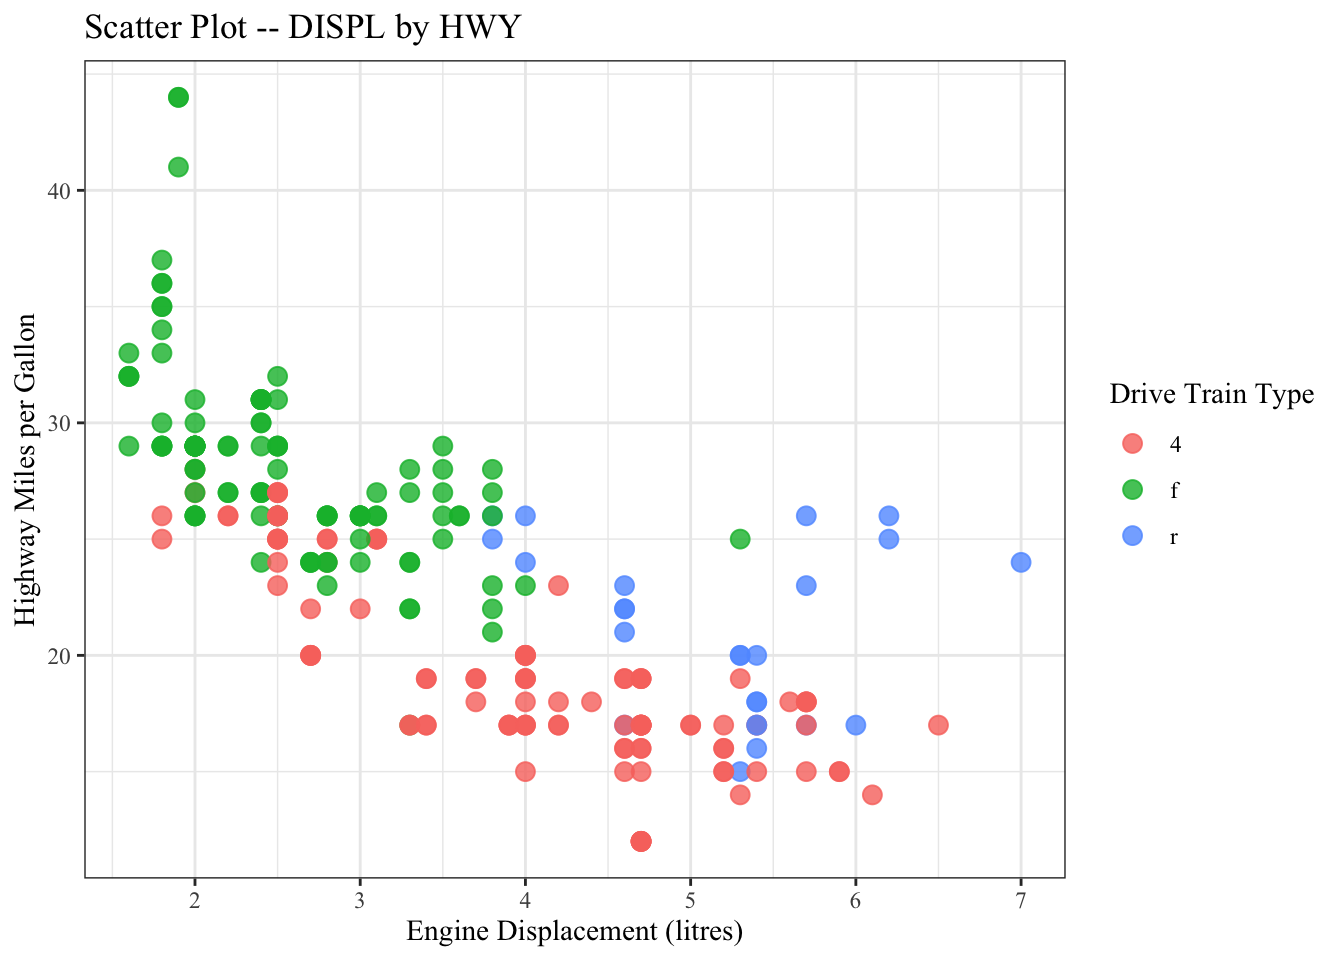 Scatter Plot -- DISPL by HWY
Highway Miles per Gallon
40
30
20
2 3 4 5 6 7
Engine Displacement (litres)
Drive Train Type
4
f
r